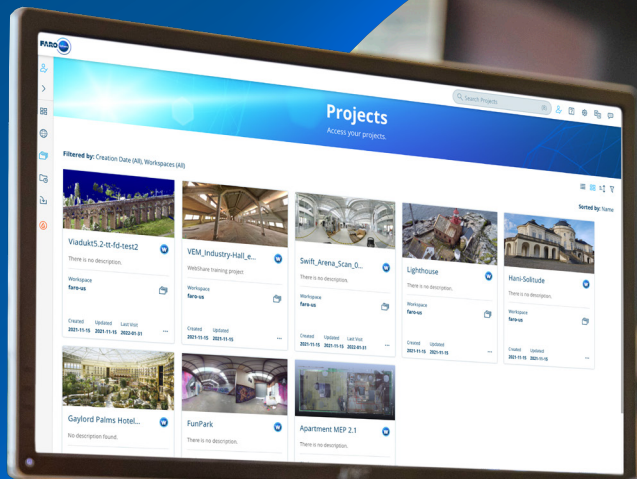 FARO
Search Projects
Projects
Access your projects.
Filtered by: Creation Date (All), Workspaces (All)
Sorted by: Name
Viadukt5.2-tt-fd-test2
There is no description.
Workspace
faro-us
Created Updated Last Visit
2021-11-15 2021-11-15 2022-01-31
VEM_Industry-Hall_e...
WebShare training project
Workspace
faro-us
Created Updated
2021-11-15 2021-11-15
Swift_Arena_Scan_0...
There is no description.
Workspace
faro-us
Created Updated Last Visit
2021-11-15 2021-11-15 2022-01-31
Lighthouse
There is no description.
Workspace
faro-us
Created Updated
2021-11-15 2021-11-15
Hani-Solitude
There is no description.
Workspace
faro-us
Created Updated
2021-11-15 2021-11-15
Gaylord Palms Hotel...
No description found.
FunPark
There is no description.
Apartment MEP 2.1
There is no description.